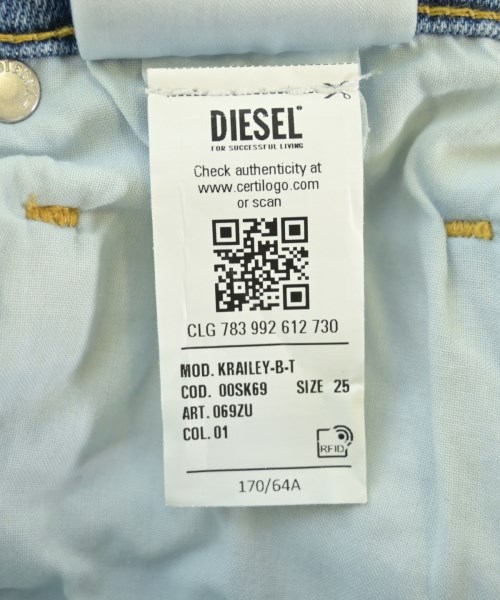 DIESEL
FOR SUCCESSFUL LIVING
Check authenticity at
www.certilogo.com
or scan
CLG 783 992 612 730
MOD. KRAILEY-B-T
COD. 00SK69 SIZE 25
ART. 069ZU
COL. 01
RFID
170/64A